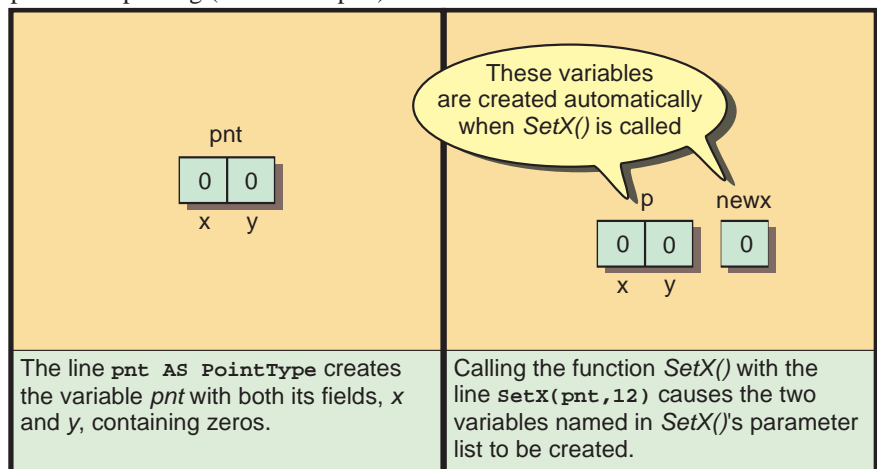 pnt
0 0
x y
The line pnt AS PointType creates
the variable pnt with both its fields, x
and y, containing zeros.
These variables
are created automatically
when SetX() is called
p newx
0 0 0
x y
Calling the function SetX() with the
line SetX(pnt,12) causes the two
variables named in SetX()'s parameter
list to be created.